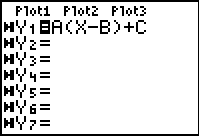 Plot1 Plot2 Plot3
Y1=A(X-B)+C
Y2=
Y3=
Y4=
Y5=
Y6=
Y7=